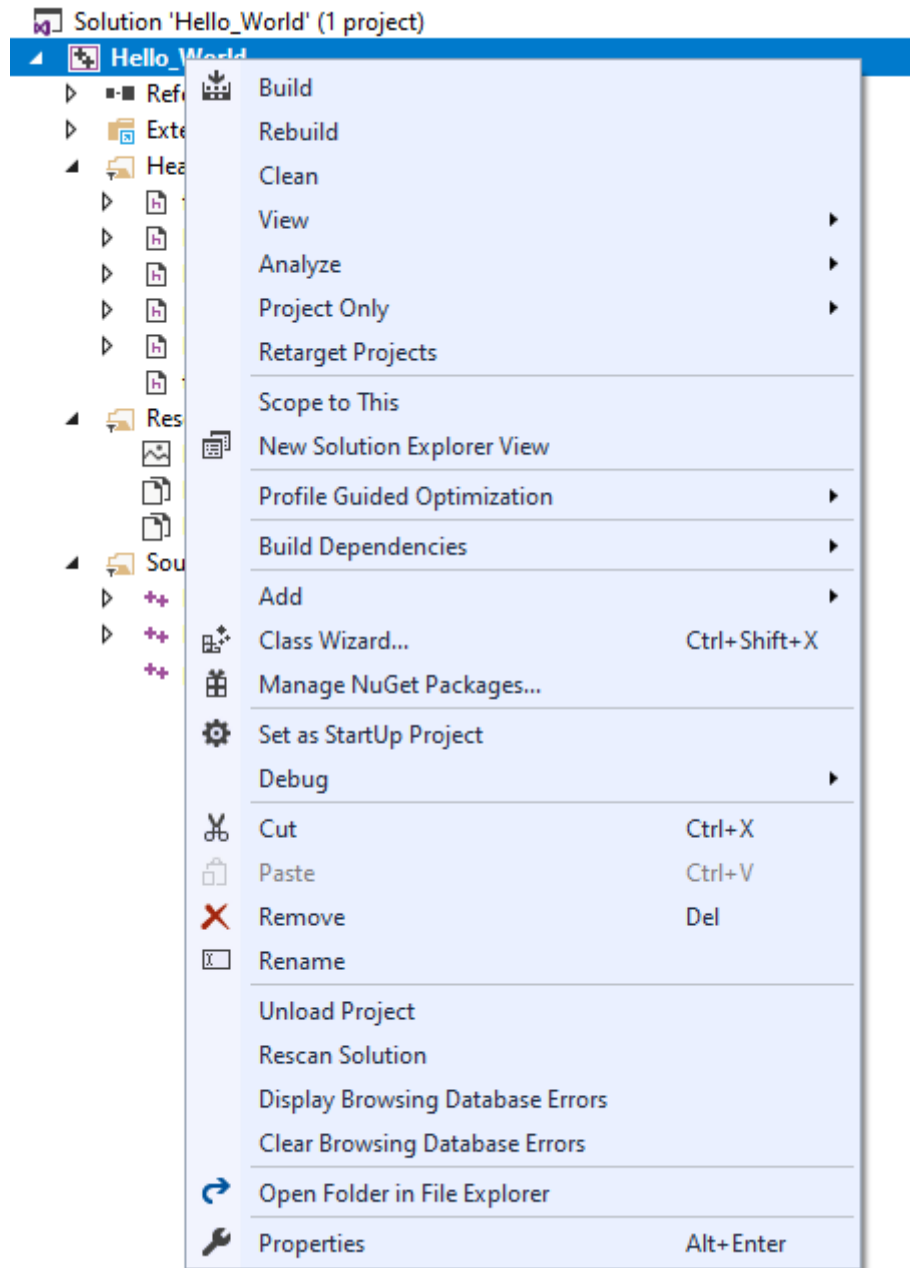 Solution 'Hello_World' (1 project)
Hello_World
Build
Rebuild
Clean
View
Analyze
Project Only
Retarget Projects
Scope to This
New Solution Explorer View
Profile Guided Optimization
Build Dependencies
Add
Class Wizard... Ctrl+Shift+X
Manage NuGet Packages...
Set as StartUp Project
Debug
Cut Ctrl+X
Paste Ctrl+V
Remove Del
Rename
Unload Project
Rescan Solution
Display Browsing Database Errors
Clear Browsing Database Errors
Open Folder in File Explorer
Properties Alt+Enter